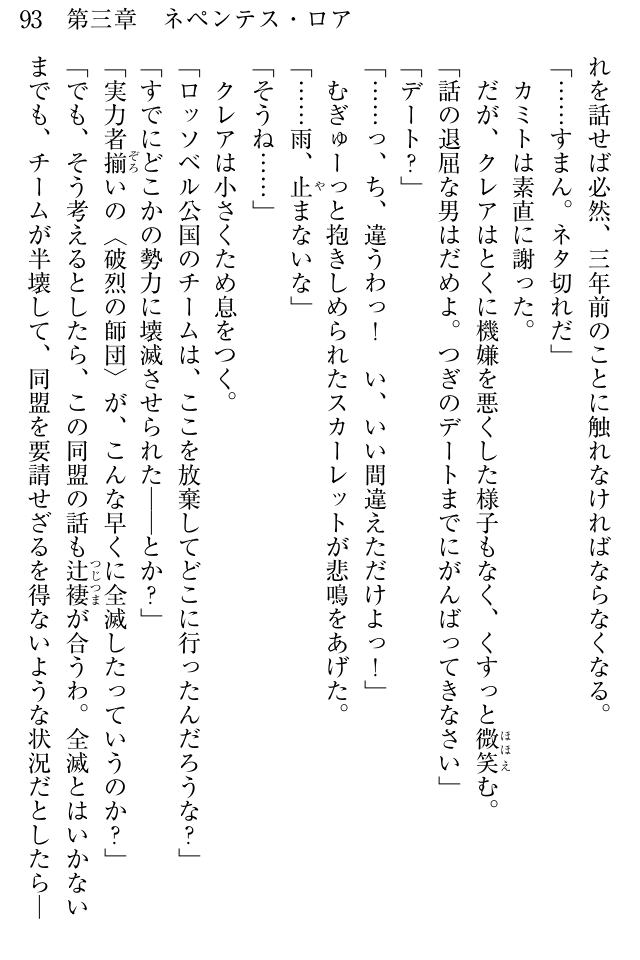 93　第三章　ネペンテス・ロア
れを話せば必然、三年前のことに触れなければならなくなる。
「……すまん。ネタ切れだ」
　カミトは素直に謝った。
　だが、クレアはとくに機嫌を悪くした様子もなく、くすっと微笑む。
「話の退屈な男はだめよ。つぎのデートまでにがんばってきなさい」
「デート？」
「……っ、ち、違うわっ！　い、いい間違えただけよっ！」
　むぎゅーっと抱きしめられたスカーレットが悲鳴をあげた。
「……雨、止まないな」
「そうね……」
　クレアは小さくため息をつく。
「ロッソベル公国のチームは、ここを放棄してどこに行ったんだろうな？」
「すでにどこかの勢力に壊滅させられた――とか？」
「実力者揃いの〈破烈の師団〉が、こんな早くに全滅したっていうのか？」
「でも、そう考えるとしたら、この同盟の話も辻褄が合うわ。全滅とはいかない
までも、チームが半壊して、同盟を要請せざるを得ないような状況だとしたら―